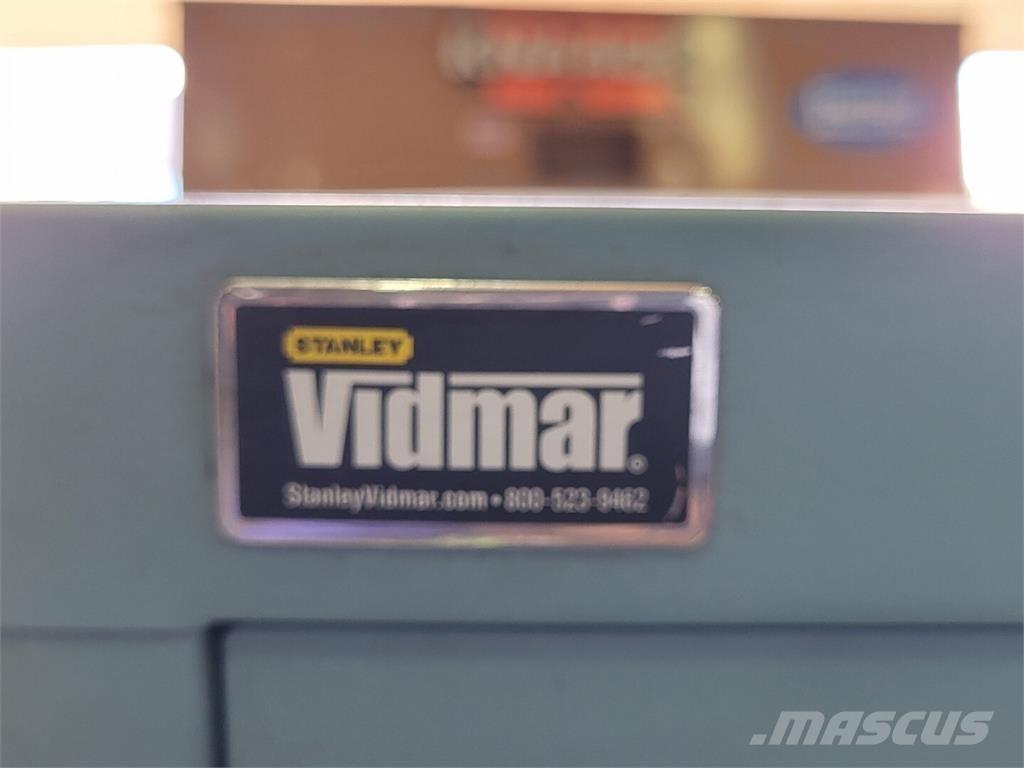 STANLEY
Vidmar®
StanleyVidmar.com • 800-523-9462
.MASCUS